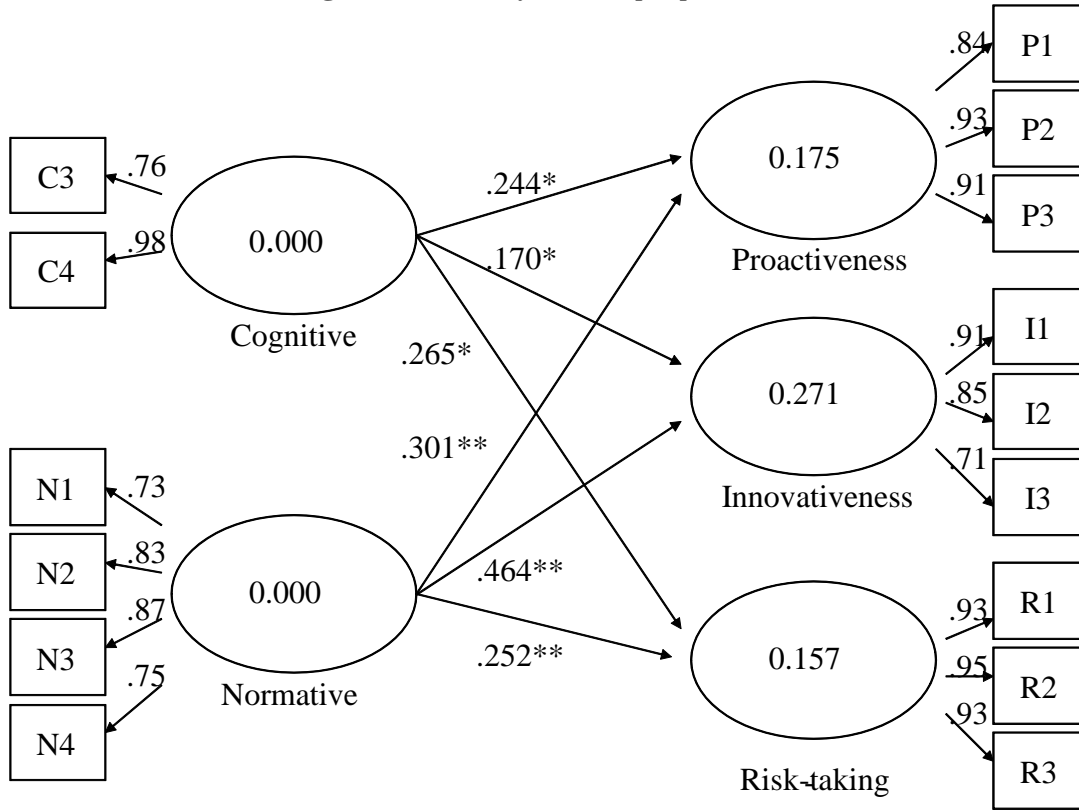 P1
.84
P2
.93
P3
.91
0.175
Proactiveness
C3
.76
C4
.98
0.000
Cognitive
.244*
.170*
.265*
.301**
.464**
.252**
I1
.91
I2
.85
I3
.71
0.271
Innovativeness
N1
.73
N2
.83
N3
.87
N4
.75
0.000
Normative
R1
.93
R2
.95
R3
.93
0.157
Risk-taking